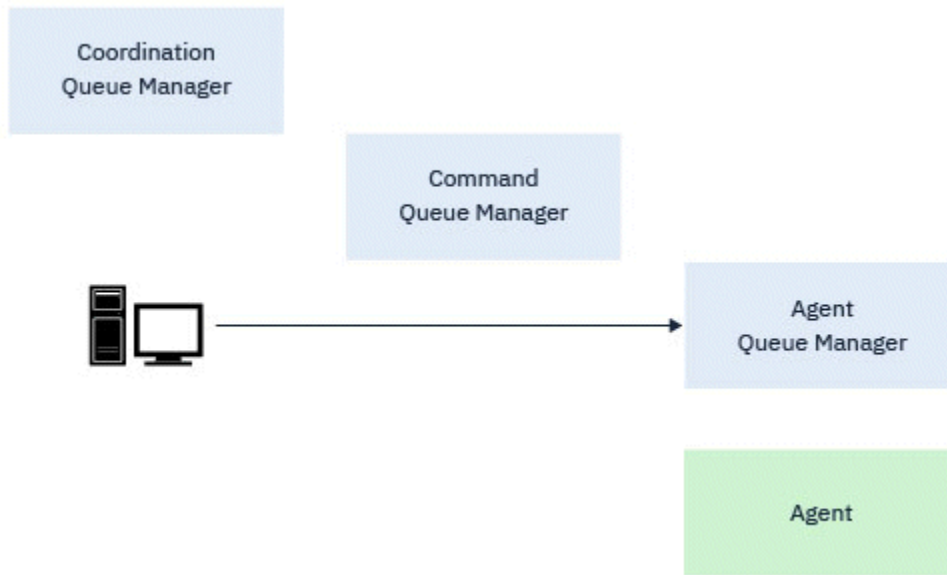 Coordination
Queue Manager
Command
Queue Manager
Agent
Queue Manager
Agent